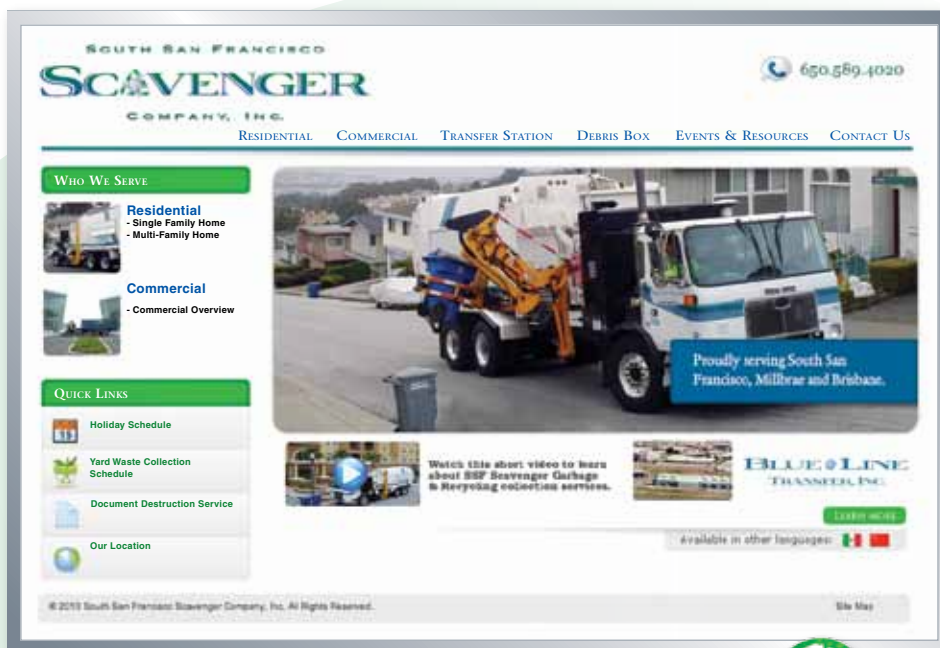 SOUTH SAN FRANCISCO
SCAVENGER
COMPANY, INC.
650.589.4020
RESIDENTIAL COMMERCIAL TRANSFER STATION DEBRIS BOX EVENTS & RESOURCES CONTACT US
WHO WE SERVE
Residential
- Single Family Home
- Multi-Family Home
Commercial
- Commercial Overview
QUICK LINKS
Holiday Schedule
Yard Waste Collection
Schedule
Document Destruction Service
Our Location
Proudly serving South San
Francisco, Millbrae and Brisbane.
Watch this short video to learn
about SSF Scavenger Garbage
& Recycling collection services.
BLUE LINE
TRANSFER, INC.
Learn more
Available in other languages:
© 2010 South San Francisco Scavenger Company, Inc. All Rights Reserved.
Site Map